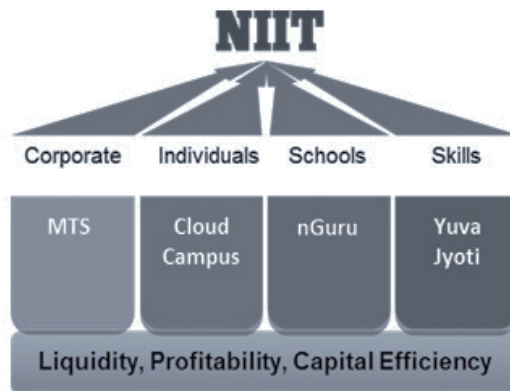 NIIT
Corporate Individuals Schools Skills
MTS
Cloud
Campus
nGuru
Yuva
Jyoti
Liquidity, Profitability, Capital Efficiency